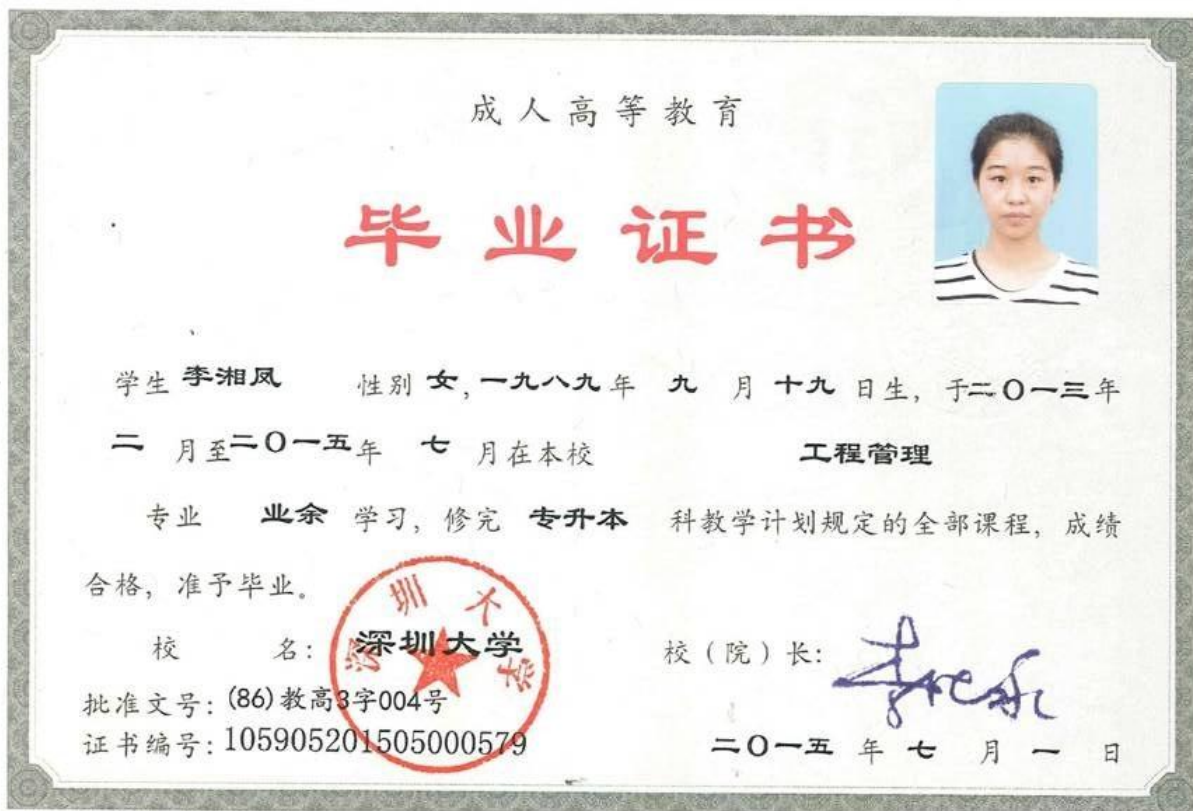 成人高等教育
毕业证书
学生 李湘凤 性别 女，一九八九年 九 月 十九 日生，于二〇一三年
二 月至二〇一五年 七 月在本校 工程管理
专业 业余 学习，修完 专升本 科教学计划规定的全部课程，成绩
合格，准予毕业。
深圳大学
校 名：深圳大学 校（院）长：
批准文号：(86)教高3字004号
证书编号：105905201505000579 二〇一五 年 七 月 一 日